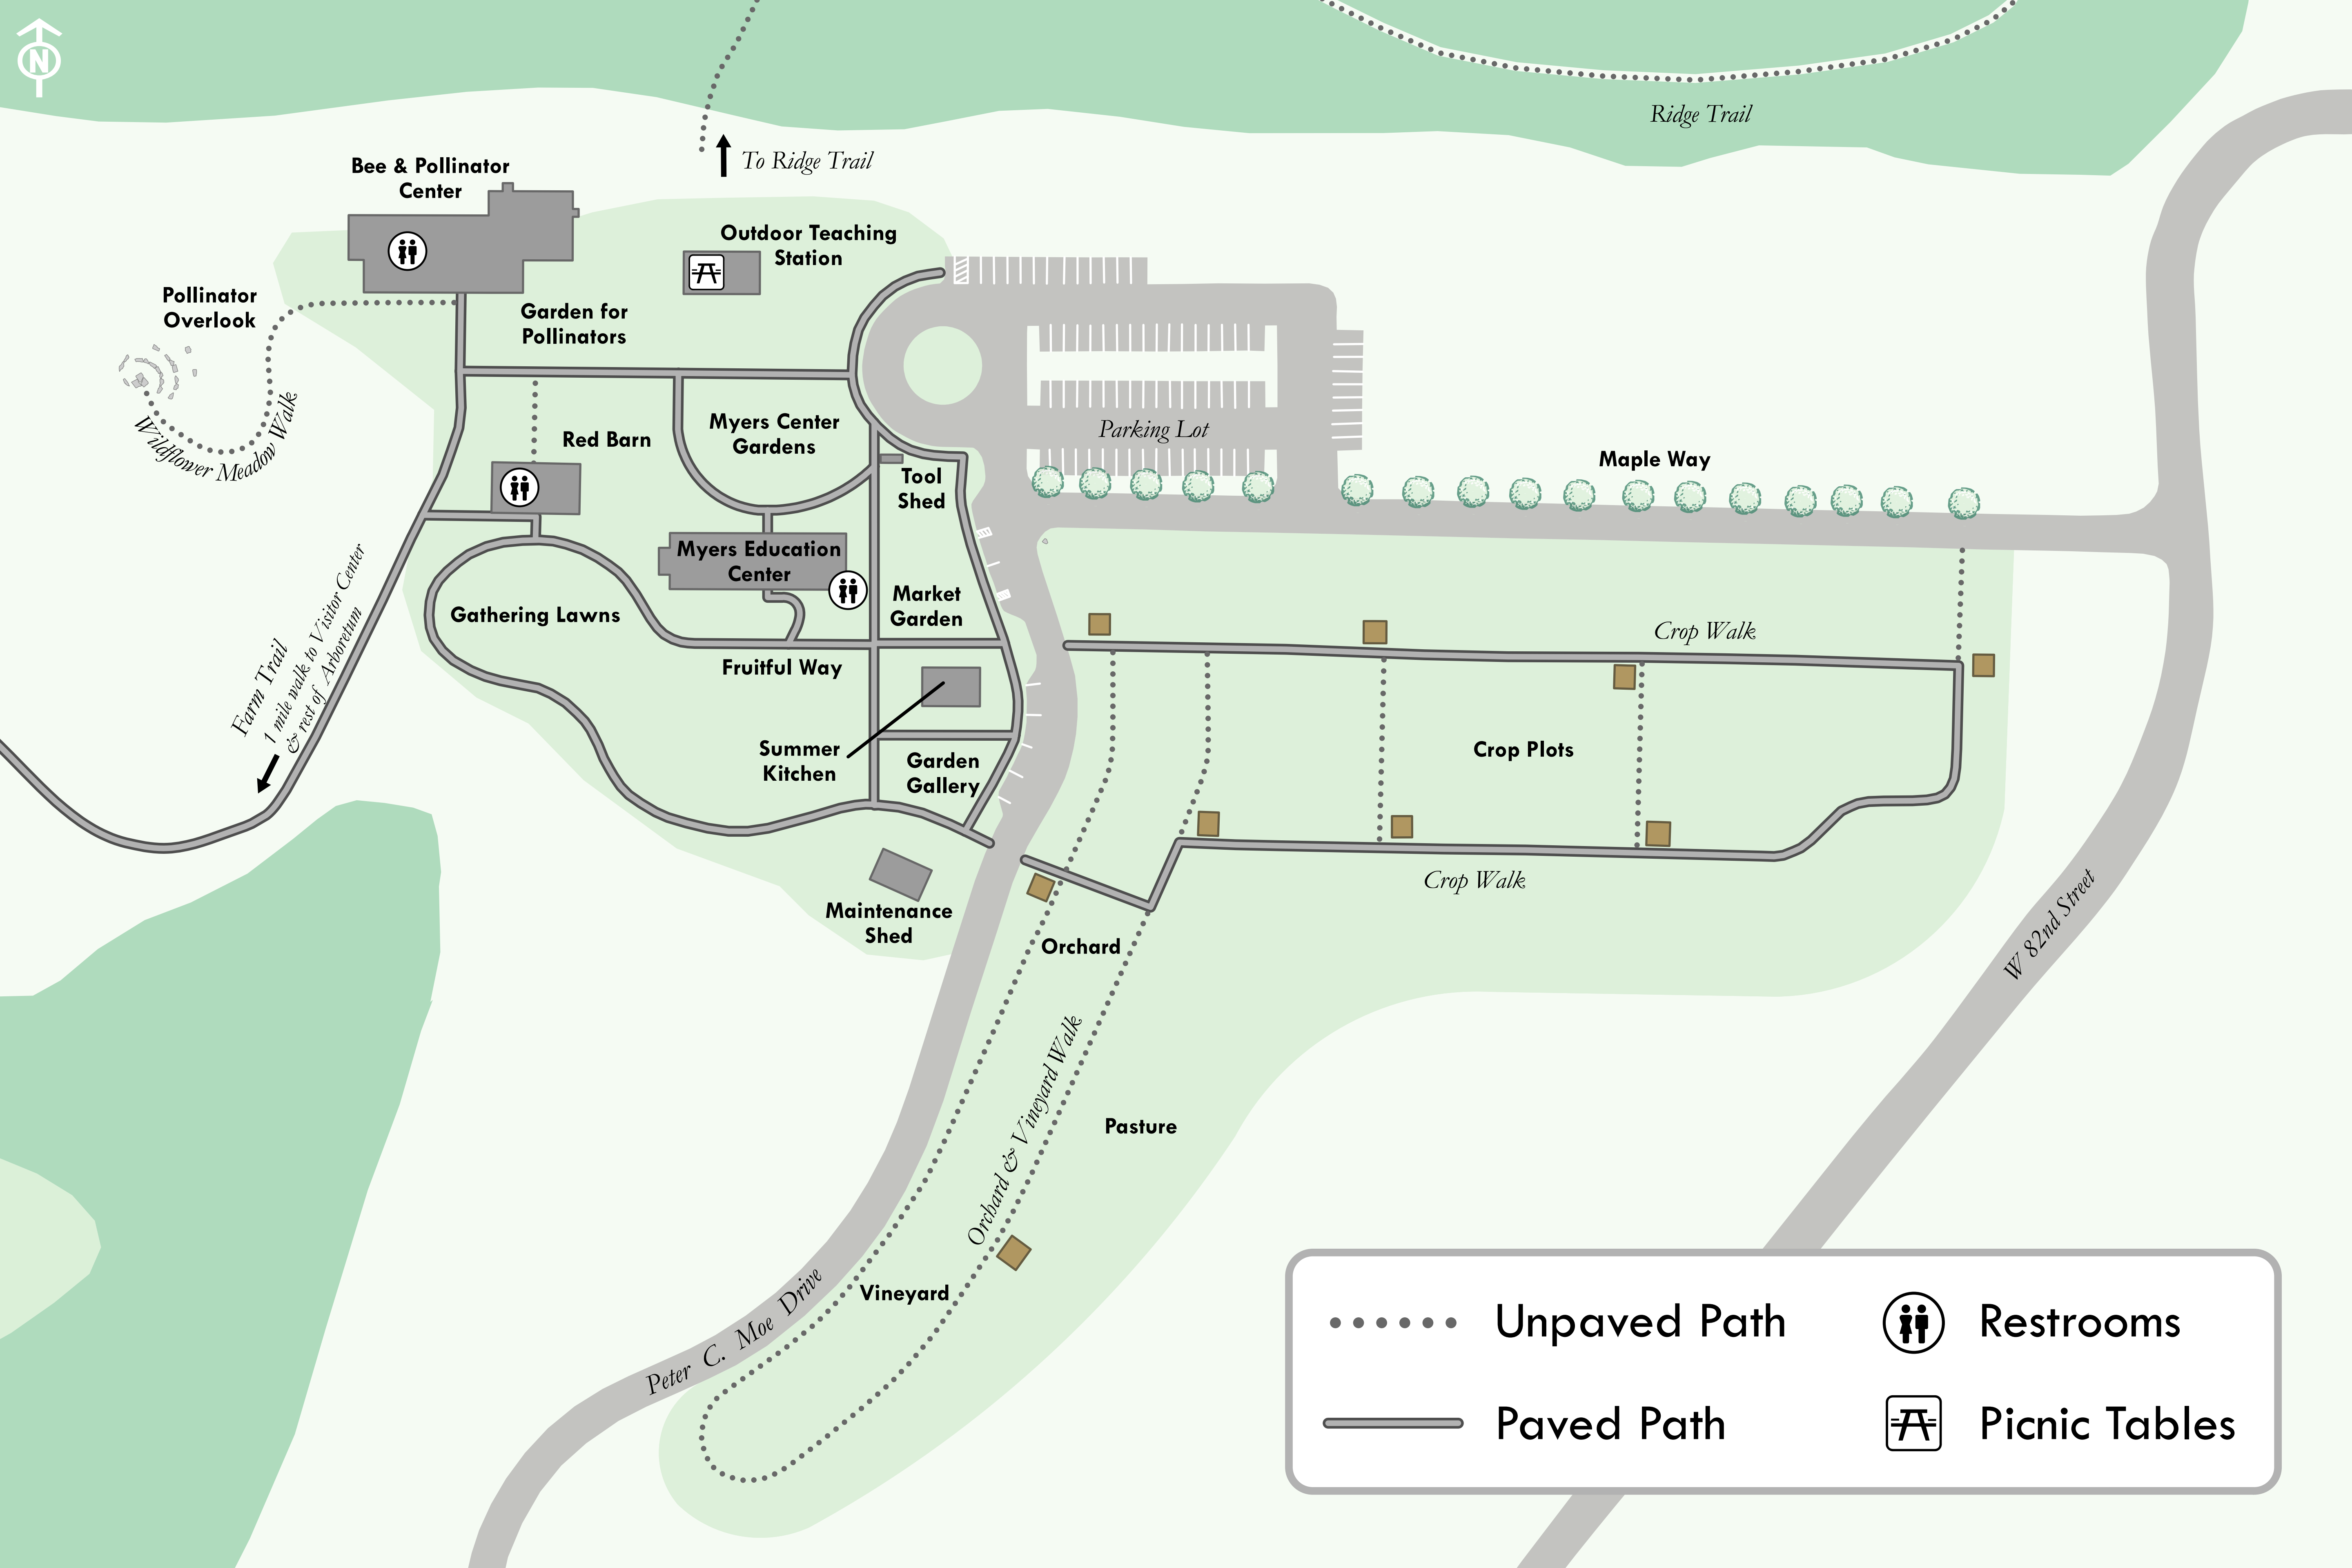 N
Ridge Trail
To Ridge Trail
Bee & Pollinator
Center
Outdoor Teaching
Station
Pollinator
Overlook
Garden for
Pollinators
Wildflower Meadow Walk
Red Barn
Myers Center
Gardens
Parking Lot
Maple Way
Tool
Shed
Myers Education
Center
Market
Garden
Gathering Lawns
Fruitful Way
Crop Walk
Farm Trail
1 mile walk to Visitor Center
& rest of Arboretum
Summer
Kitchen
Garden
Gallery
Crop Plots
Crop Walk
Maintenance
Shed
Orchard
W 82nd Street
Orchard & Vineyard Walk
Pasture
Vineyard
Peter C. Moe Drive
Unpaved Path
Restrooms
Paved Path
Picnic Tables